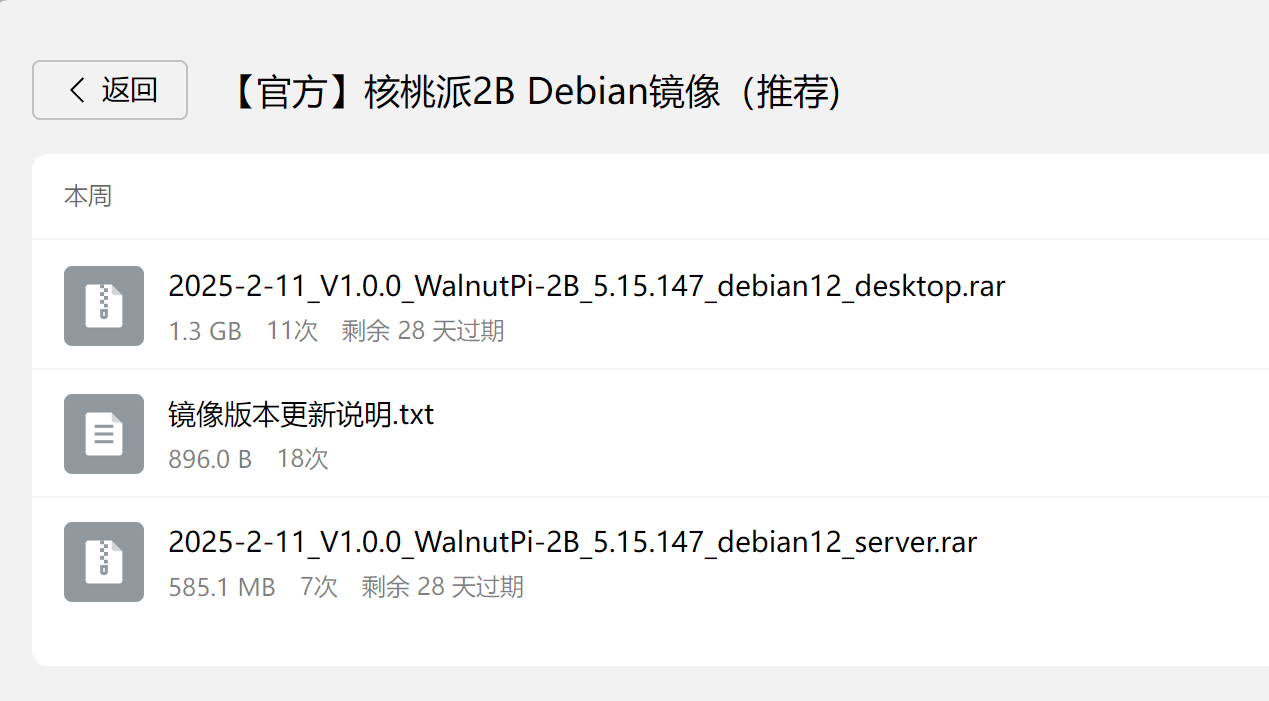 返回
【官方】核桃派2B Debian镜像（推荐)
本周
2025-2-11_V1.0.0_WalnutPi-2B_5.15.147_debian12_desktop.rar
1.3 GB 11次 剩余 28 天过期
镜像版本更新说明.txt
896.0 B 18次
2025-2-11_V1.0.0_WalnutPi-2B_5.15.147_debian12_server.rar
585.1 MB 7次 剩余 28 天过期